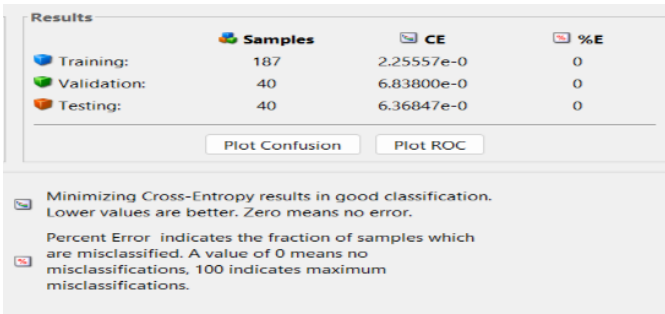 Results
Samples CE %E
Training: 187 2.25557e-0 0
Validation: 40 6.83800e-0 0
Testing: 40 6.36847e-0 0
Plot Confusion Plot ROC
Minimizing Cross-Entropy results in good classification.
Lower values are better. Zero means no error.
Percent Error indicates the fraction of samples which
are misclassified. A value of 0 means no
misclassifications, 100 indicates maximum
misclassifications.